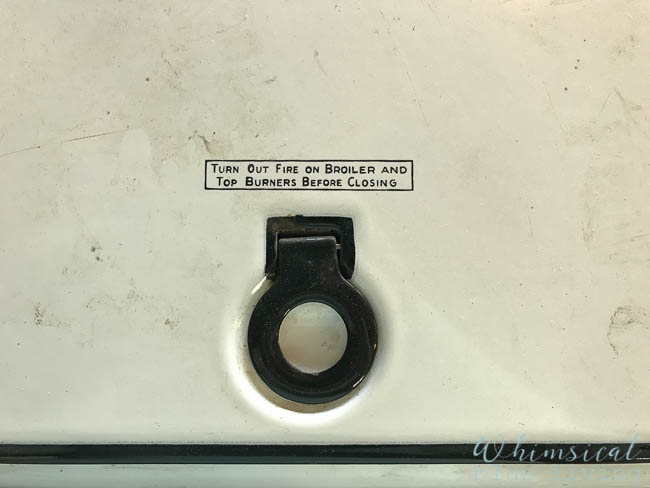 Turn Out Fire on Broiler and
Top Burners Before Closing
Whimsical